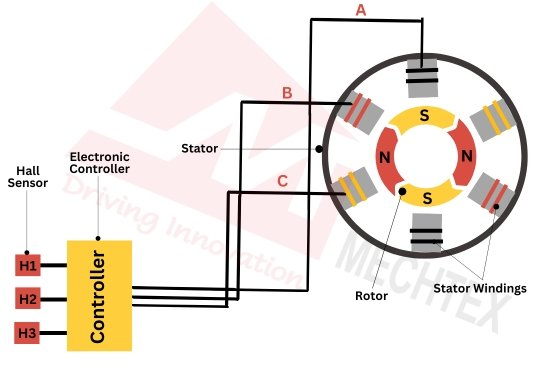 A
B
C
Stator
Hall
Sensor
Electronic
Controller
H1
H2
H3
Controller
S
N
N
S
Rotor
Stator Windings
Driving Innovation
MECHTEX